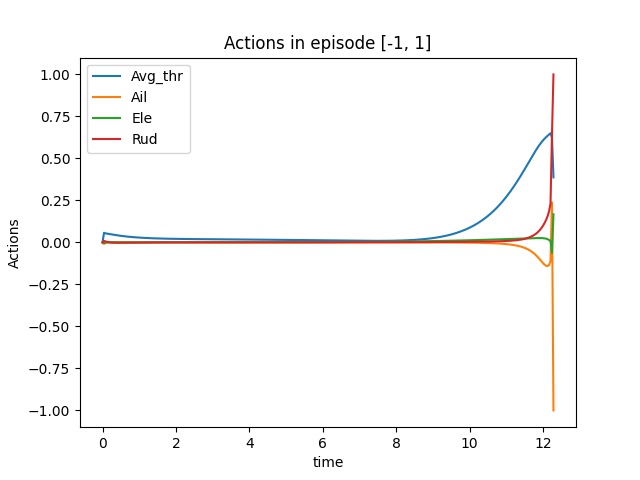 Actions in episode [-1, 1]
Avg_thr
Ail
Ele
Rud
1.00
0.75
0.50
0.25
0.00
−0.25
−0.50
−0.75
−1.00
Actions
0 2 4 6 8 10 12
time